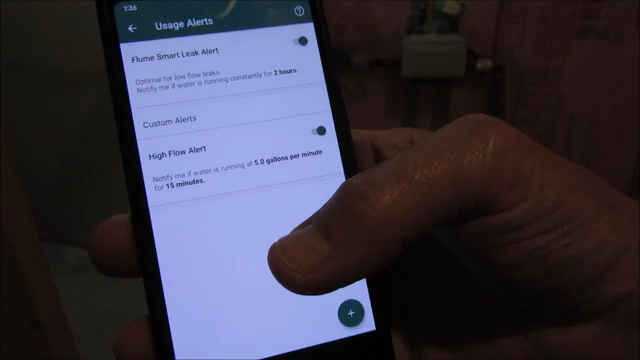 1:36
Usage Alerts
Flume Smart Leak Alert
Optimal for low flow leaks.
Notify me if water is running constantly for 2 hours.
Custom Alerts
High Flow Alert
Notify me if water is running at 5.0 gallons per minute
for 15 minutes.